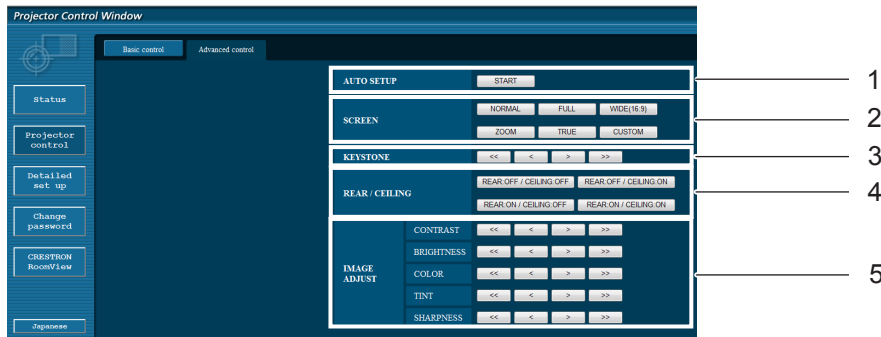 Projector Control Window
Basic control Advanced control
AUTO SETUP START 1
Status
SCREEN NORMAL FULL WIDE(16:9) 2
ZOOM TRUE CUSTOM
Projector control
KEYSTONE << < > >> 3
Detailed set up
REAR / CEILING REAR:OFF / CEILING:OFF REAR:OFF / CEILING:ON 4
REAR:ON / CEILING:OFF REAR:ON / CEILING:ON
Change password
IMAGE ADJUST 5
CONTRAST << < > >>
BRIGHTNESS << < > >>
CRESTRON RoomView
COLOR << < > >>
TINT << < > >>
SHARPNESS << < > >>
Japanese